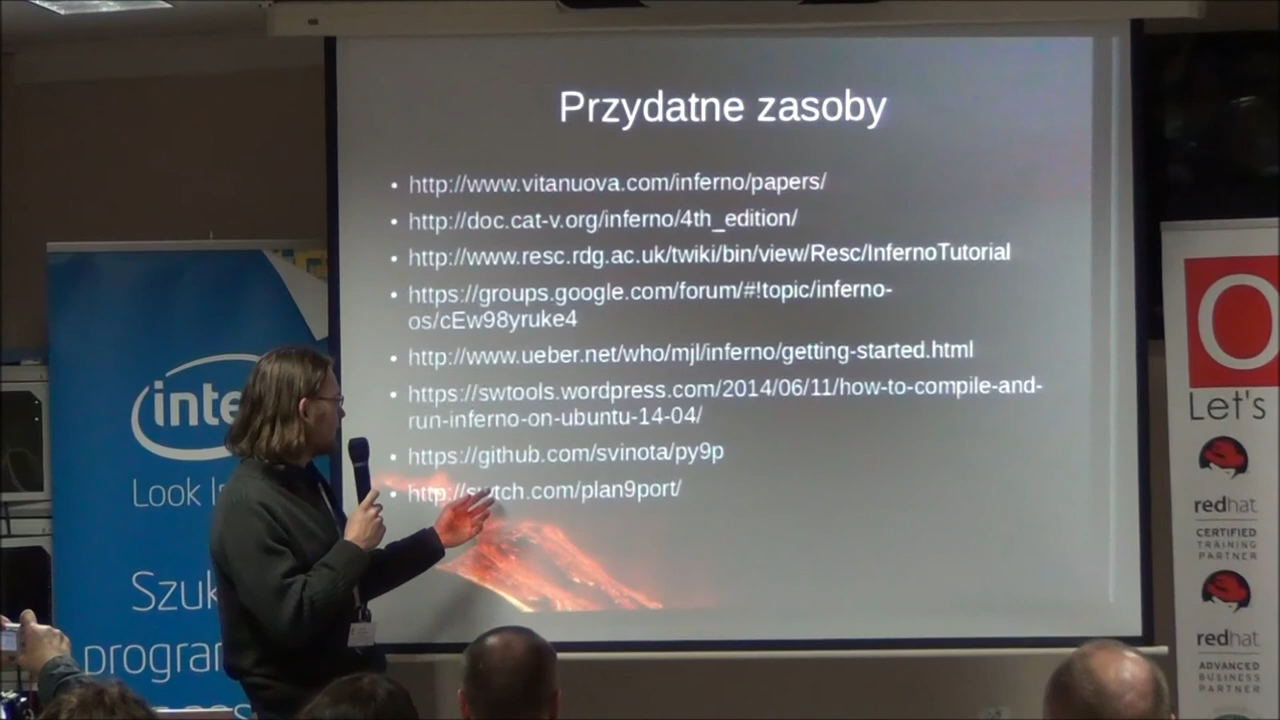 Przydatne zasoby
• http://www.vitanuova.com/inferno/papers/
• http://doc.cat-v.org/inferno/4th_edition/
• http://www.resc.rdg.ac.uk/twiki/bin/view/Resc/InfernoTutorial
• https://groups.google.com/forum/#!topic/inferno-
os/cEw98yruke4
• http://www.ueber.net/who/mjl/inferno/getting-started.html
• https://swtools.wordpress.com/2014/06/11/how-to-compile-and-
run-inferno-on-ubuntu-14-04/
• https://github.com/svinota/py9p
• http://swtch.com/plan9port/
inte
Look
Szuk
progra
O
Let's
redhat
CERTIFIED
TRAINING
PARTNER
redhat
ADVANCED
BUSINESS
PARTNER